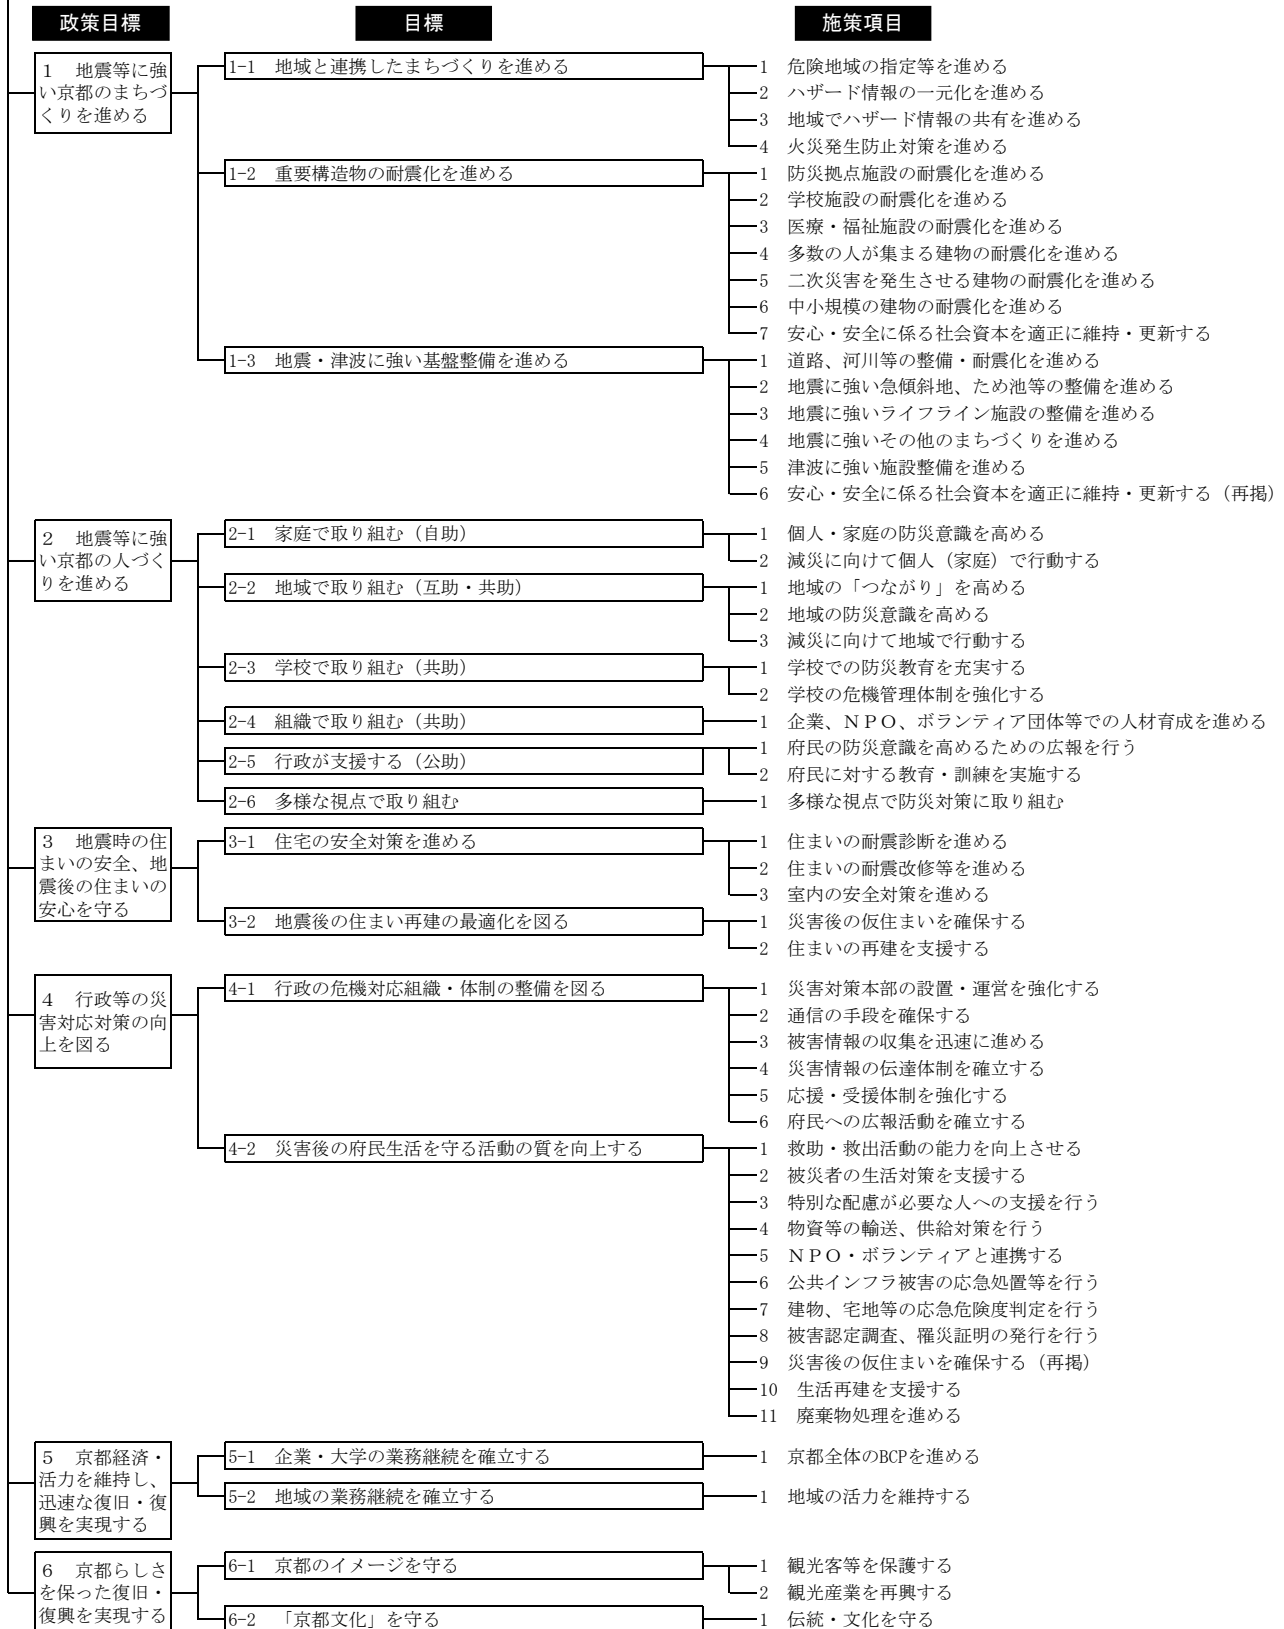 政策目標 目標 施策項目
1 地震等に強
い京都のまちづ
くりを進める
1-1 地域と連携したまちづくりを進める
1 危険地域の指定等を進める
2 ハザード情報の一元化を進める
3 地域でハザード情報の共有を進める
4 火災発生防止対策を進める
1-2 重要構造物の耐震化を進める
1 防災拠点施設の耐震化を進める
2 学校施設の耐震化を進める
3 医療・福祉施設の耐震化を進める
4 多数の人が集まる建物の耐震化を進める
5 二次災害を発生させる建物の耐震化を進める
6 中小規模の建物の耐震化を進める
7 安心・安全に係る社会資本を適正に維持・更新する
1-3 地震・津波に強い基盤整備を進める
1 道路、河川等の整備・耐震化を進める
2 地震に強い急傾斜地、ため池等の整備を進める
3 地震に強いライフライン施設の整備を進める
4 地震に強いその他のまちづくりを進める
5 津波に強い施設整備を進める
6 安心・安全に係る社会資本を適正に維持・更新する(再掲)
2 地震等に強
い京都の人づく
りを進める
2-1 家庭で取り組む(自助)
1 個人・家庭の防災意識を高める
2 減災に向けて個人(家庭)で行動する
2-2 地域で取り組む(互助・共助)
1 地域の「つながり」を高める
2 地域の防災意識を高める
3 減災に向けて地域で行動する
2-3 学校で取り組む(共助)
1 学校での防災教育を充実する
2 学校の危機管理体制を強化する
2-4 組織で取り組む(共助)
1 企業、NPO、ボランティア団体等での人材育成を進める
2-5 行政が支援する(公助)
1 府民の防災意識を高めるための広報を行う
2 府民に対する教育・訓練を実施する
2-6 多様な視点で取り組む
1 多様な視点で防災対策に取り組む
3 地震時の住
まいの安全、地
震後の住まいの
安心を守る
3-1 住宅の安全対策を進める
1 住まいの耐震診断を進める
2 住まいの耐震改修等を進める
3 室内の安全対策を進める
3-2 地震後の住まい再建の最適化を図る
1 災害後の仮住まいを確保する
2 住まいの再建を支援する
4 行政等の災
害対応対策の向
上を図る
4-1 行政の危機対応組織・体制の整備を図る
1 災害対策本部の設置・運営を強化する
2 通信の手段を確保する
3 被害情報の収集を迅速に進める
4 災害情報の伝達体制を確立する
5 応援・受援体制を強化する
6 府民への広報活動を確立する
4-2 災害後の府民生活を守る活動の質を向上する
1 救助・救出活動の能力を向上させる
2 被災者の生活対策を支援する
3 特別な配慮が必要な人への支援を行う
4 物資等の輸送、供給対策を行う
5 NPO・ボランティアと連携する
6 公共インフラ被害の応急処置等を行う
7 建物、宅地等の応急危険度判定を行う
8 被害認定調査、罹災証明の発行を行う
9 災害後の仮住まいを確保する(再掲)
10 生活再建を支援する
11 廃棄物処理を進める
5 京都経済・
活力を維持し、
迅速な復旧・復
興を実現する
5-1 企業・大学の業務継続を確立する
1 京都全体のBCPを進める
5-2 地域の業務継続を確立する
1 地域の活力を維持する
6 京都らしさ
を保った復旧・
復興を実現する
6-1 京都のイメージを守る
1 観光客等を保護する
2 観光産業を再興する
6-2 「京都文化」を守る
1 伝統・文化を守る